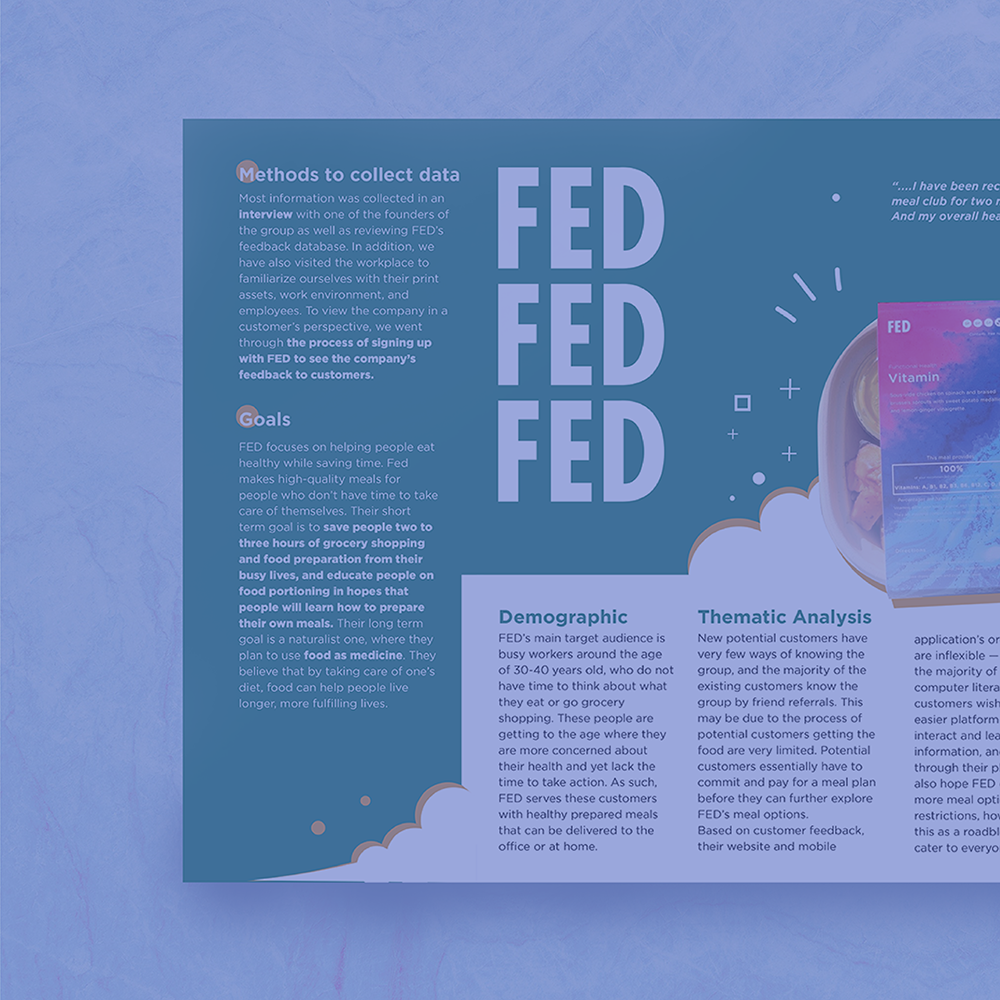 Methods to collect data
Most information was collected in an
interview with one of the founders of
the group as well as reviewing FED's
feedback database. In addition, we
have also visited the workplace to
familiarize ourselves with their print
assets, work environment, and
employees. To view the company in a
customer's perspective, we went
through the process of signing up
with FED to see the company's
feedback to customers.
Goals
FED focuses on helping people eat
healthy while saving time. Fed
makes high-quality meals for
people who don't have time to take
care of themselves. Their short
term goal is to save people two to
three hours of grocery shopping
and food preparation from their
busy lives, and educate people on
food portioning in hopes that
people will learn how to prepare
their own meals. Their long term
goal is a naturalist one, where they
plan to use food as medicine. They
believe that by taking care of one's
diet, food can help people live
longer, more fulfilling lives.
FED
FED
FED
"....I have been rec
meal club for two
And my overall hea
FED
Vitamin
100%
Demographic
FED's main target audience is
busy workers around the age
of 30-40 years old, who do not
have time to think about what
they eat or go grocery
shopping. These people are
getting to the age where they
are more concerned about
their health and yet lack the
time to take action. As such,
FED serves these customers
with healthy prepared meals
that can be delivered to the
office or at home.
Thematic Analysis
New potential customers have
very few ways of knowing the
group, and the majority of the
existing customers know the
group by friend referrals. This
may be due to the process of
potential customers getting the
food are very limited. Potential
customers essentially have to
commit and pay for a meal plan
before they can further explore
FED's meal options.
Based on customer feedback,
their website and mobile
application's or
are inflexible —
the majority of
computer litera
customers wish
easier platform
interact and lea
information, an
through their p
also hope FED
more meal opti
restrictions, how
this as a roadbl
cater to everyo